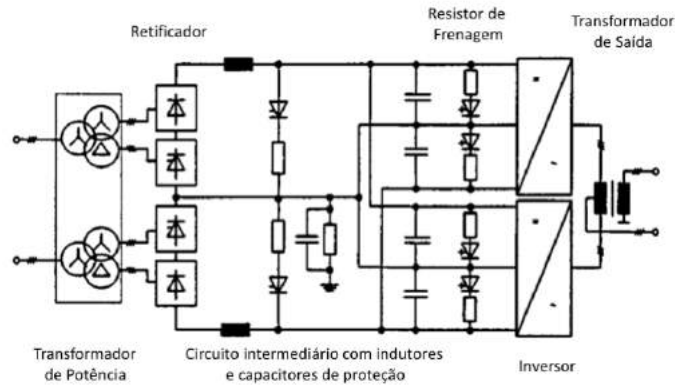 Retificador
Resistor de
Frenagem
Transformador
de Saída
Transformador
de Potência
Circuito intermediário com indutores
e capacitores de proteção
Inversor